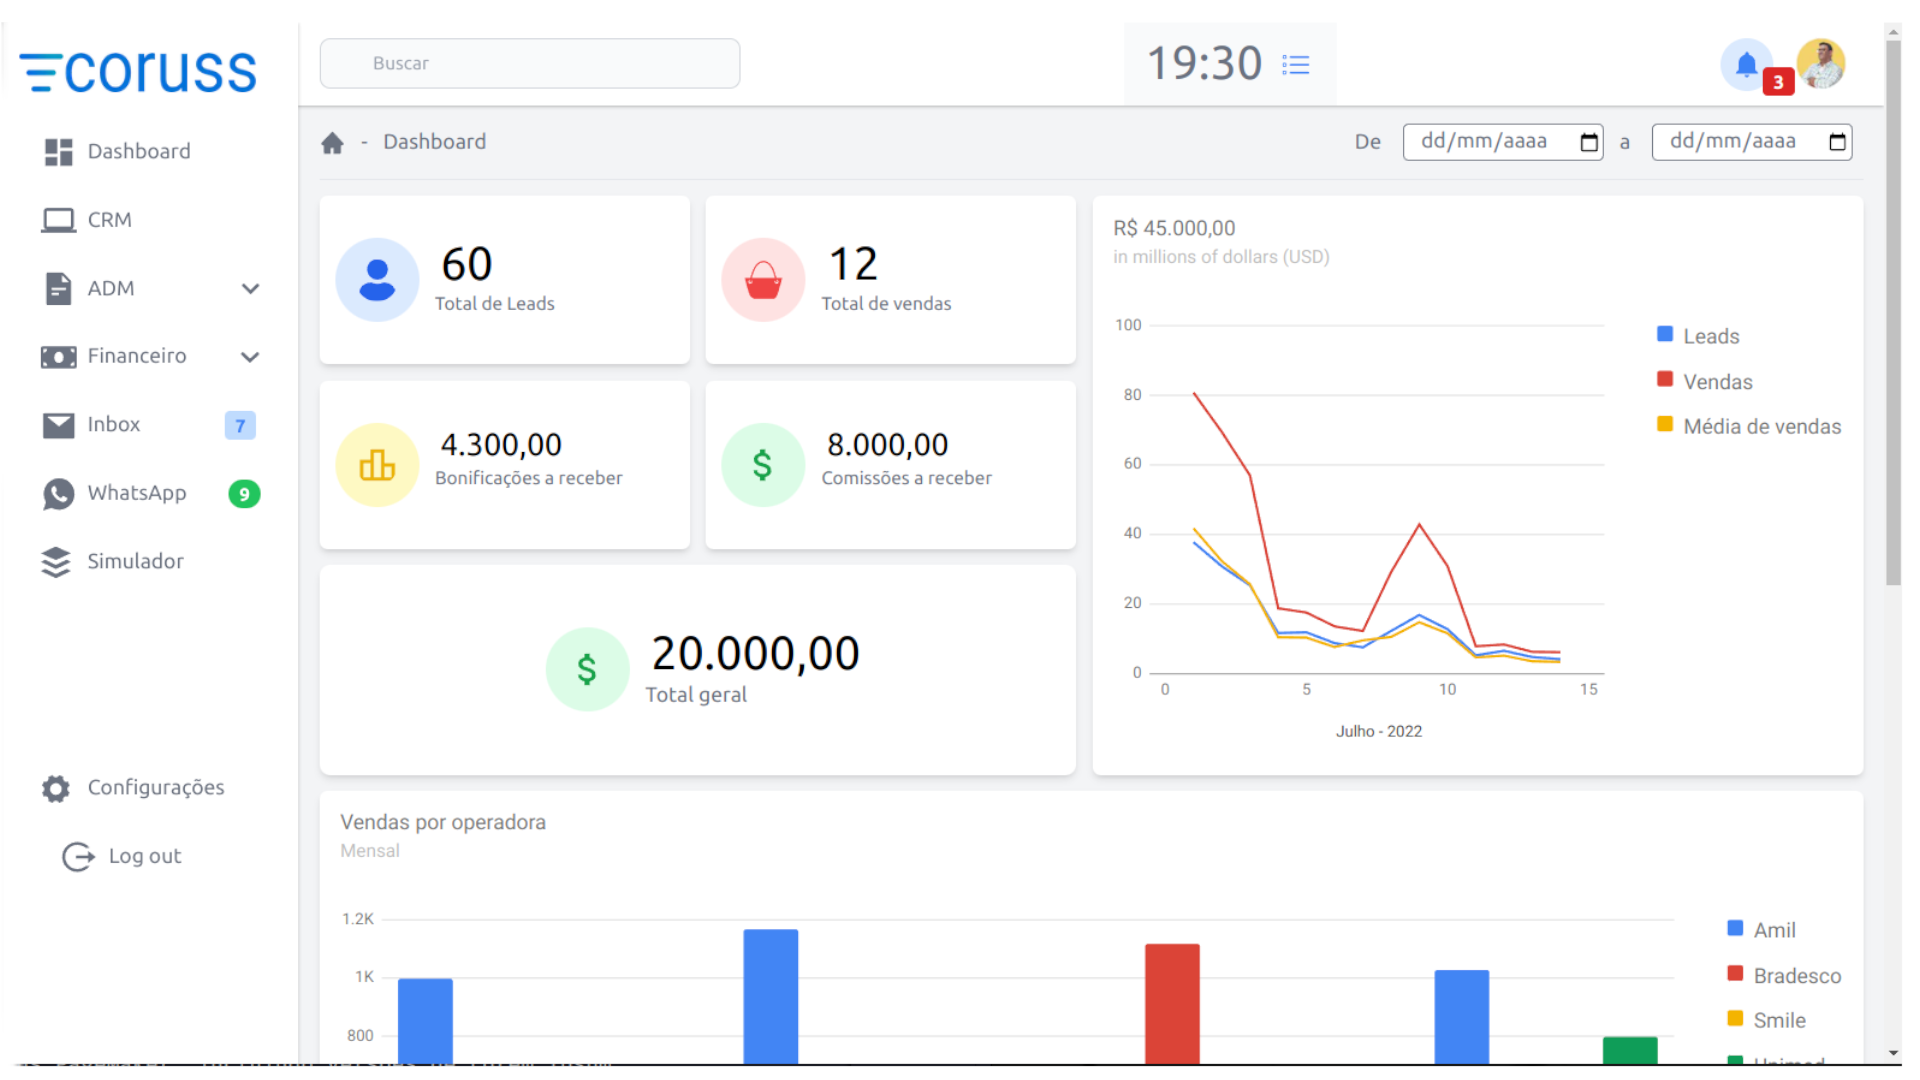 coruss
Buscar
19:30
3
Dashboard
CRM
ADM
Financeiro
Inbox
7
WhatsApp
9
Simulador
Configurações
Log out
- Dashboard
De dd/mm/aaaa a dd/mm/aaaa
60
Total de Leads
12
Total de vendas
4.300,00
Bonificações a receber
8.000,00
Comissões a receber
20.000,00
Total geral
R$ 45.000,00
in millions of dollars (USD)
100
80
60
40
20
0
0 5 10 15
Julho - 2022
Leads
Vendas
Média de vendas
Vendas por operadora
Mensal
1.2K
1K
800
Amil
Bradesco
Smile
Unimed